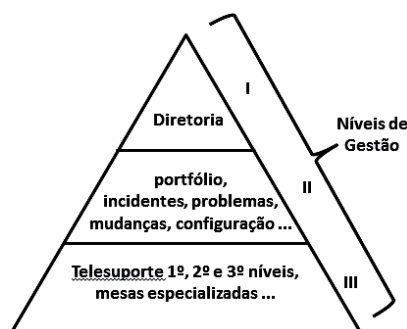 I
Diretoria
Níveis de
Gestão
portfólio,
incidentes, problemas,
mudanças, configuração ...
II
Telesuporte 1º, 2º e 3º níveis,
mesas especializadas ...
III